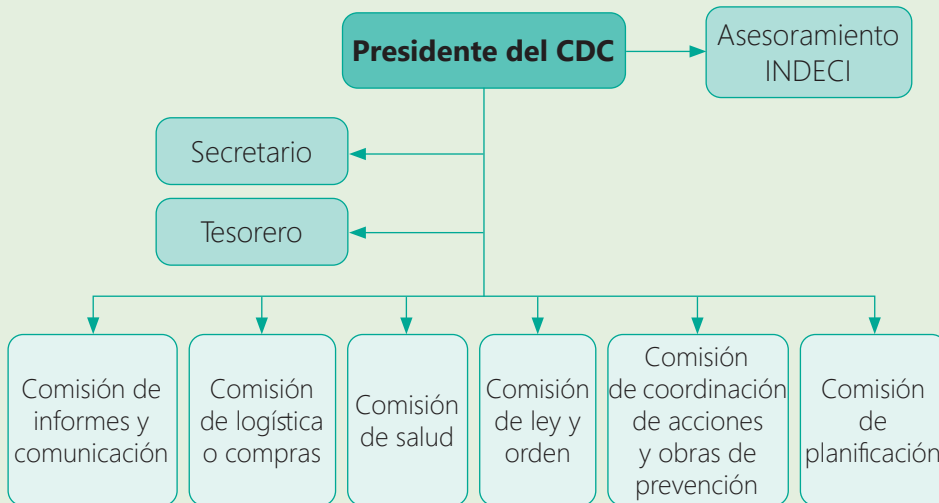 Presidente del CDC
Asesoramiento
INDECI
Secretario
Tesorero
Comisión de
informes y
comunicación
Comisión
de logística
o compras
Comisión
de salud
Comisión
de ley y
orden
Comisión
de coordinación
de acciones
y obras de
prevención
Comisión
de
planificación